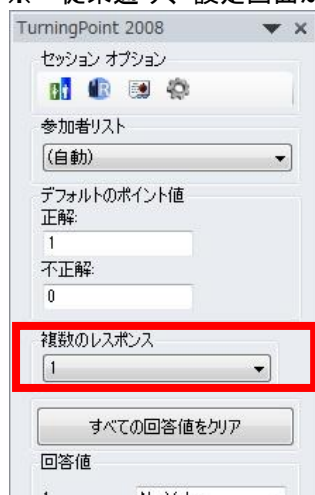 TurningPoint 2008
セッション オプション
参加者リスト
(自動)
デフォルトのポイント値
正解:
1
不正解:
0
複数のレスポンス
1
すべての回答値をクリア
回答値